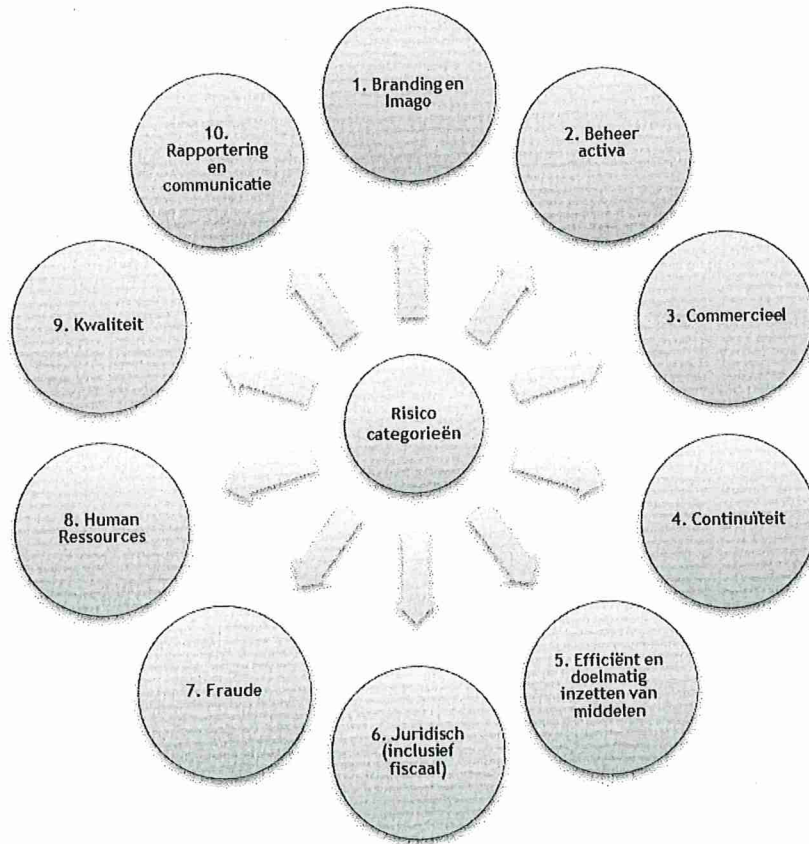 1. Branding en
Imago
2. Beheer
activa
3. Commercieel
4. Continuïteit
5. Efficiënt en
doelmatig
inzetten van
middelen
6. Juridisch
(inclusief
fiscaal)
7. Fraude
8. Human
Ressources
9. Kwaliteit
10.
Rapportering
en
communicatie
Risico
categorieën